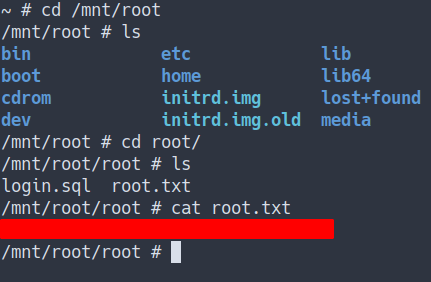 ~ # cd /mnt/root
/mnt/root # ls
bin etc lib
boot home lib64
cdrom initrd.img lost+found
dev initrd.img.old media
/mnt/root # cd root/
/mnt/root/root # ls
login.sql root.txt
/mnt/root/root # cat root.txt
/mnt/root/root #